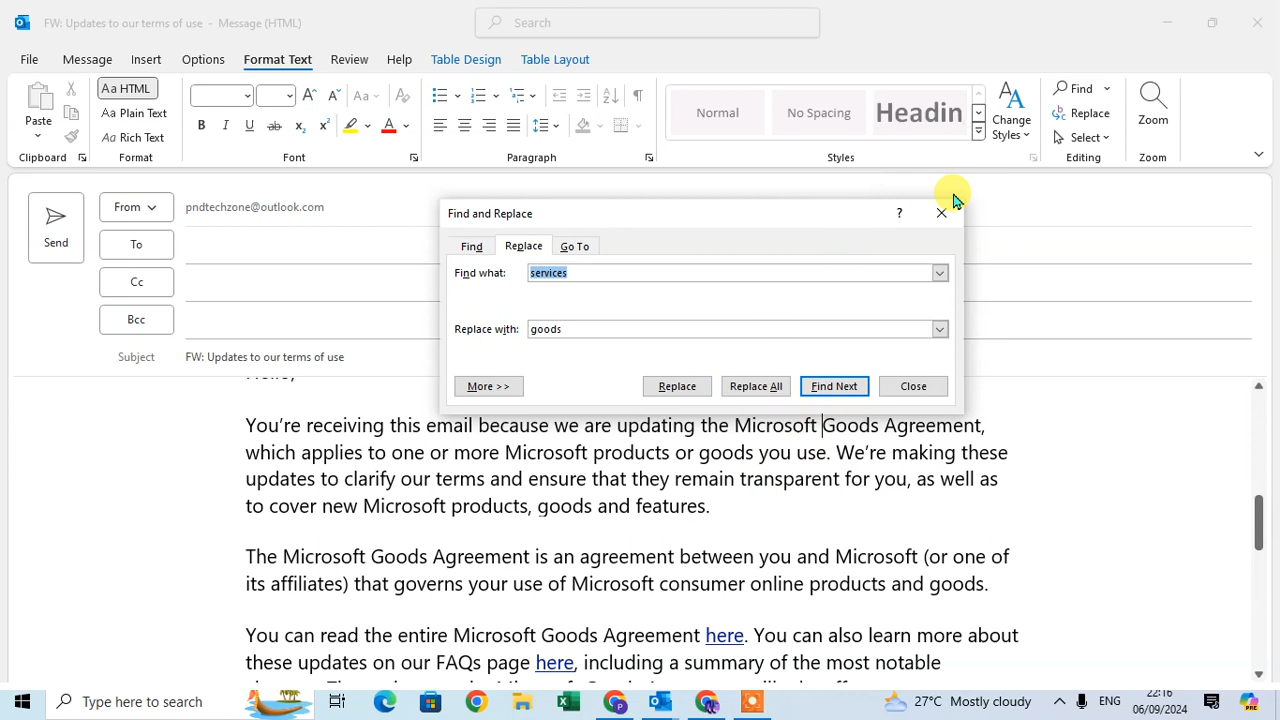 FW: Updates to our terms of use - Message (HTML)
Search
File Message Insert Options Format Text Review Help Table Design Table Layout
Paste
Clipboard
Aa HTML
Aa Plain Text
Aa Rich Text
Format
Aa
B I U ab x₂ x²
A
Font
Paragraph
Normal
No Spacing
Headin
Change Styles
Styles
Find
Replace
Select
Editing
Zoom
Zoom
Send
From pndtechzone@outlook.com
To
Cc
Bcc
Subject FW: Updates to our terms of use
Find and Replace ?
Find Replace Go To
Find what: services
Replace with: goods
More >> Replace Replace All Find Next Close
Hello,
You’re receiving this email because we are updating the Microsoft Goods Agreement,
which applies to one or more Microsoft products or goods you use. We’re making these
updates to clarify our terms and ensure that they remain transparent for you, as well as
to cover new Microsoft products, goods and features.
The Microsoft Goods Agreement is an agreement between you and Microsoft (or one of
its affiliates) that governs your use of Microsoft consumer online products and goods.
You can read the entire Microsoft Goods Agreement here. You can also learn more about
these updates on our FAQs page here, including a summary of the most notable
Type here to search
27°C Mostly cloudy
22:16
06/09/2024
PRE